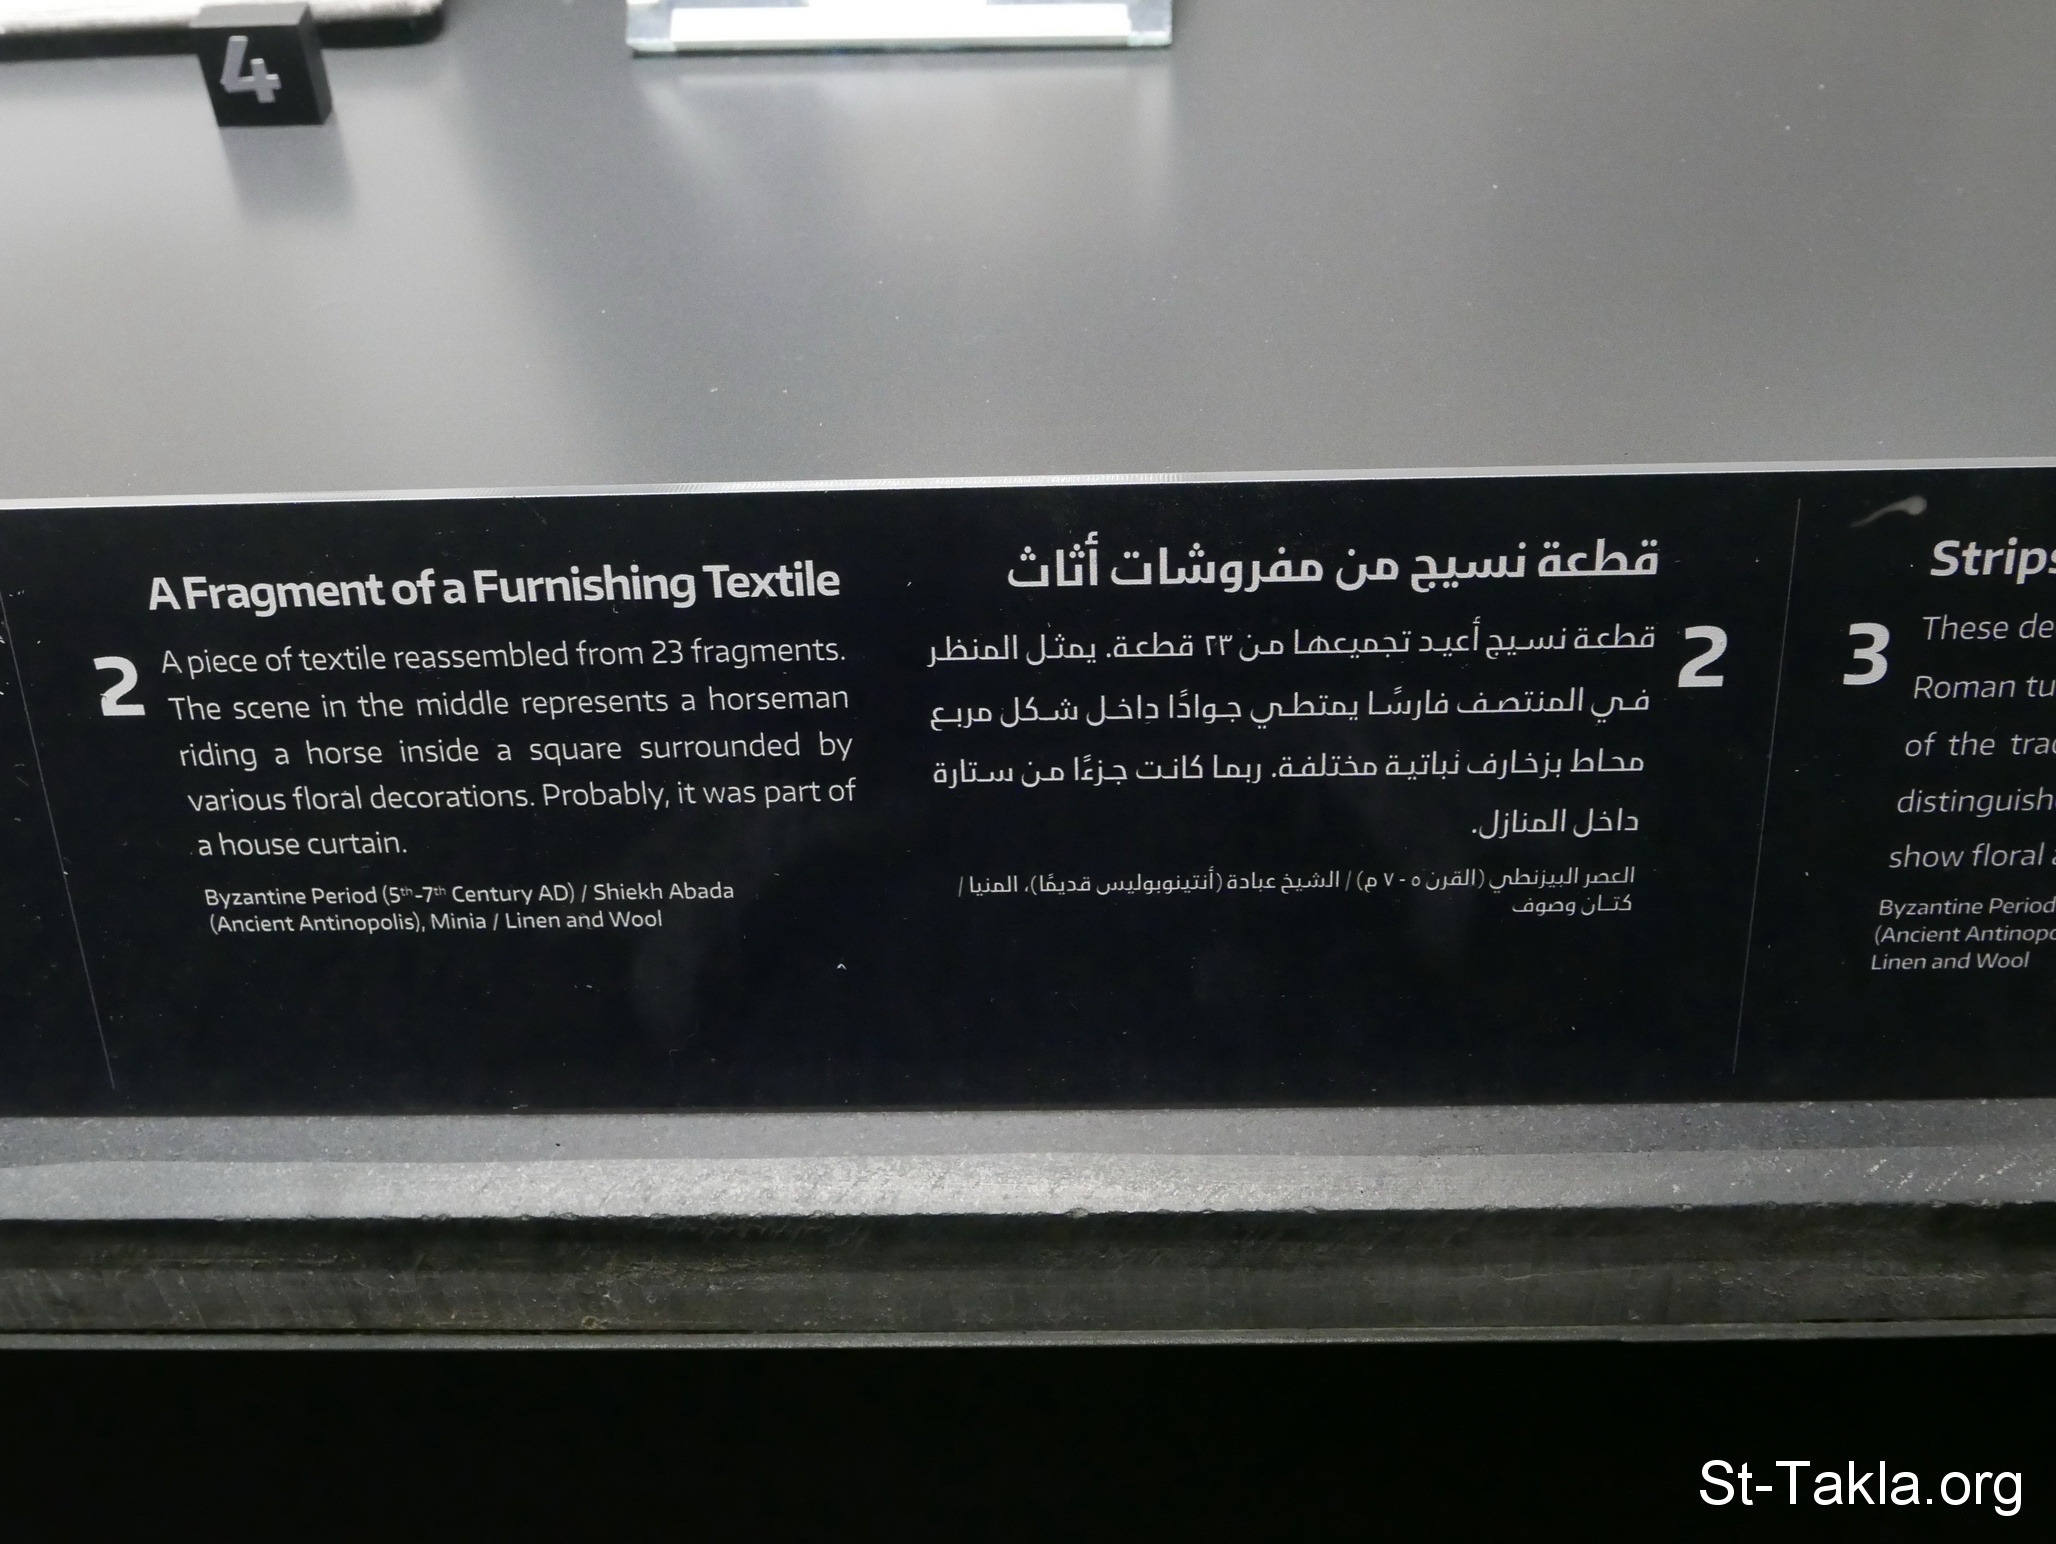 4
A Fragment of a Furnishing Textile
2
A piece of textile reassembled from 23 fragments.
The scene in the middle represents a horseman
riding a horse inside a square surrounded by
various floral decorations. Probably, it was part of
a house curtain.
Byzantine Period (5th-7th Century AD) / Shiekh Abada
(Ancient Antinopolis), Minia / Linen and Wool
قطعة نسيج من مفروشات أثاث
2
قطعة نسيج أعيد تجميعها من ٢٣ قطعة. يمثل المنظر
في المنتصف فارسًا يمتطي جوادًا داخل شكل مربع
محاط بزخارف نباتية مختلفة. ربما كانت جزءًا من ستارة
داخل المنازل.
العصر البيزنطي (القرن ٥ - ٧ م) / الشيخ عبادة (أنتينوبوليس قديمًا)، المنيا /
كتان وصوف
Strips
3
These de
Roman tu
of the tra
distinguish
show floral
Byzantine Period
(Ancient Antinopo
Linen and Wool
St-Takla.org